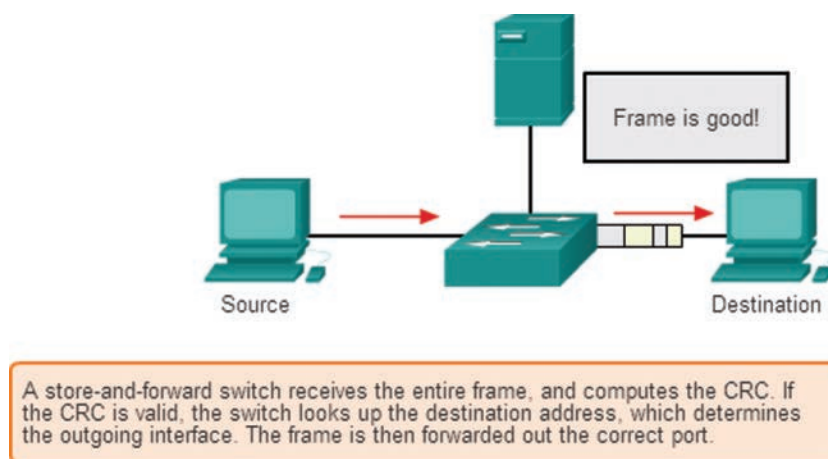 Frame is good!
Source
Destination
A store-and-forward switch receives the entire frame, and computes the CRC. If
the CRC is valid, the switch looks up the destination address, which determines
the outgoing interface. The frame is then forwarded out the correct port.